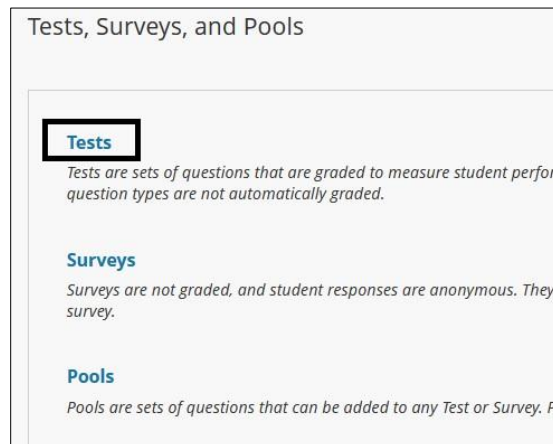 Tests, Surveys, and Pools
Tests
Tests are sets of questions that are graded to measure student
question types are not automatically graded.
Surveys
Surveys are not graded, and student responses are anonymous. They
survey.
Pools
Pools are sets of questions that can be added to any Test or Survey.